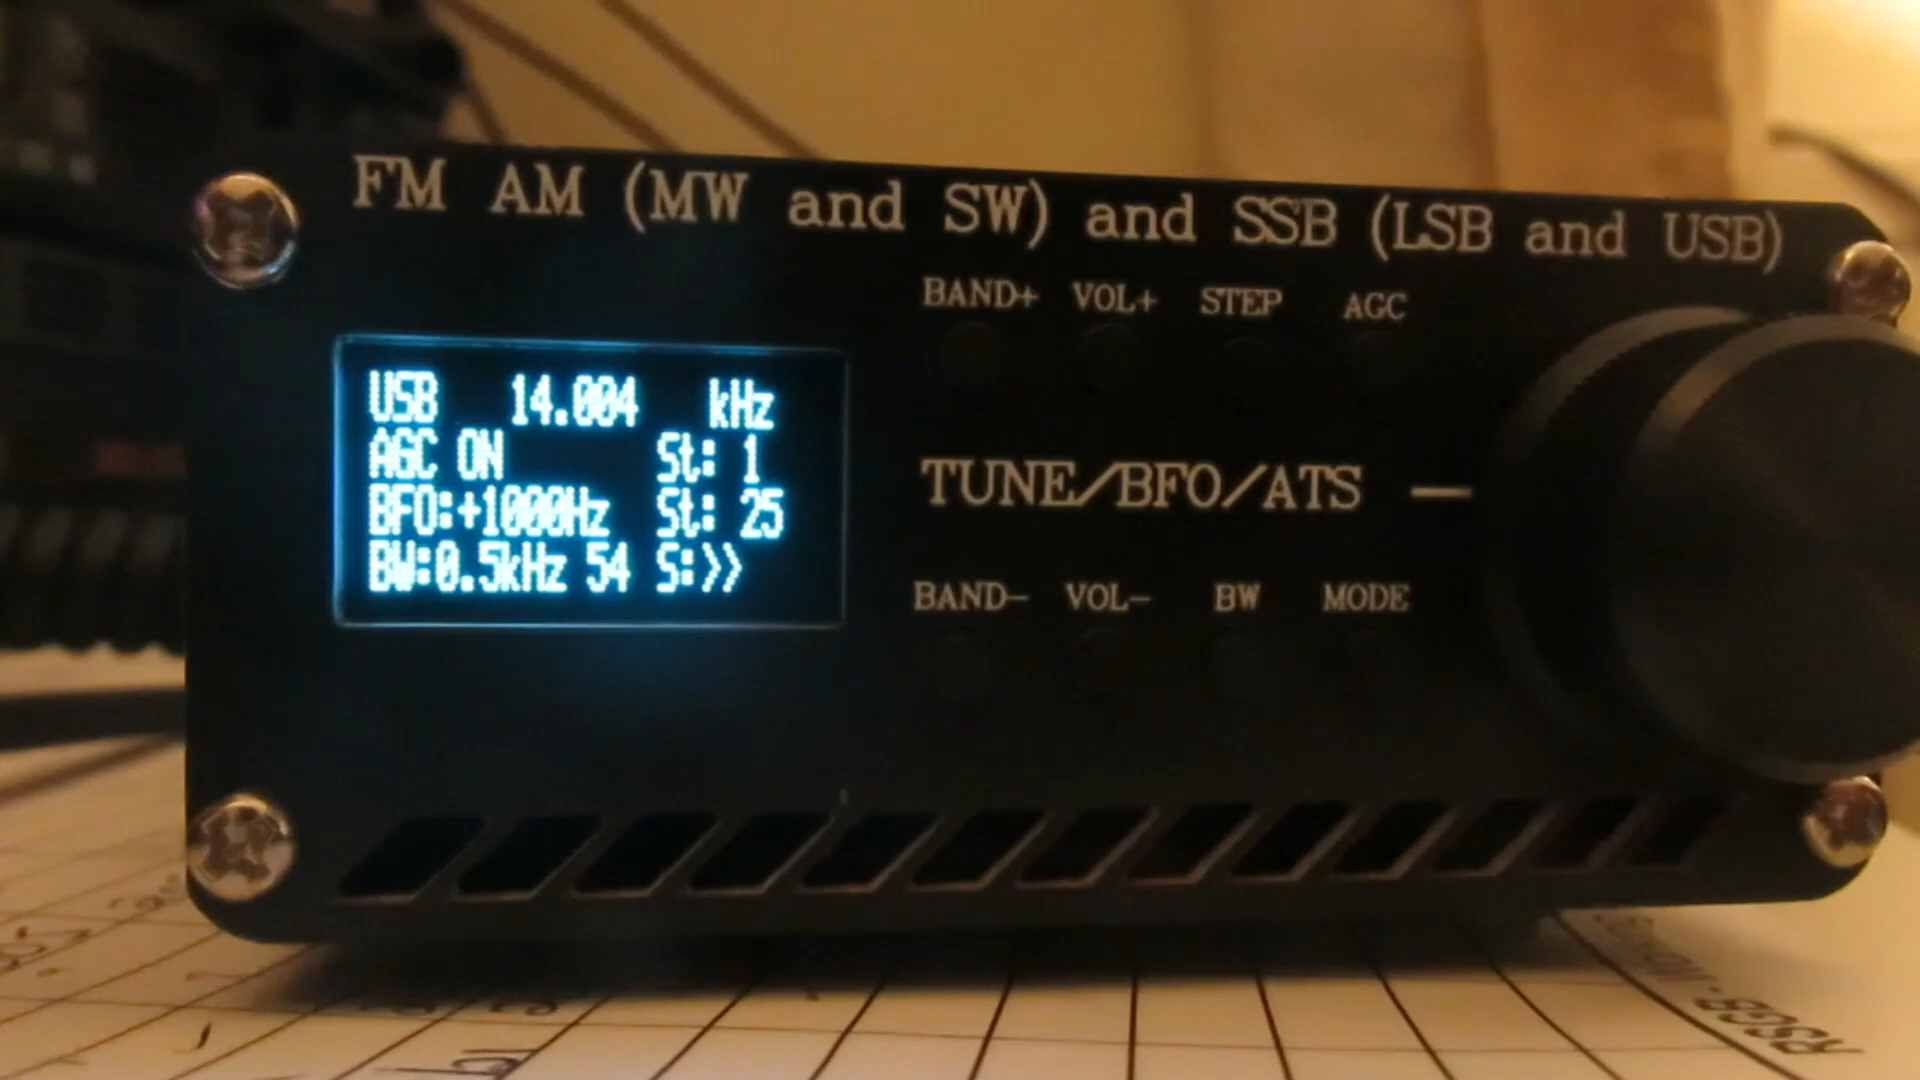 FM AM (MW and SW) and SSB (LSB and USB)
BAND+ VOL+ STEP AGC
USB 14.004 kHz
AGC ON St: 1
BFO:+1000Hz St: 25
BW:0.5kHz 54 S:>>
TUNE/BFO/ATS —
BAND− VOL− BW MODE
RSGB